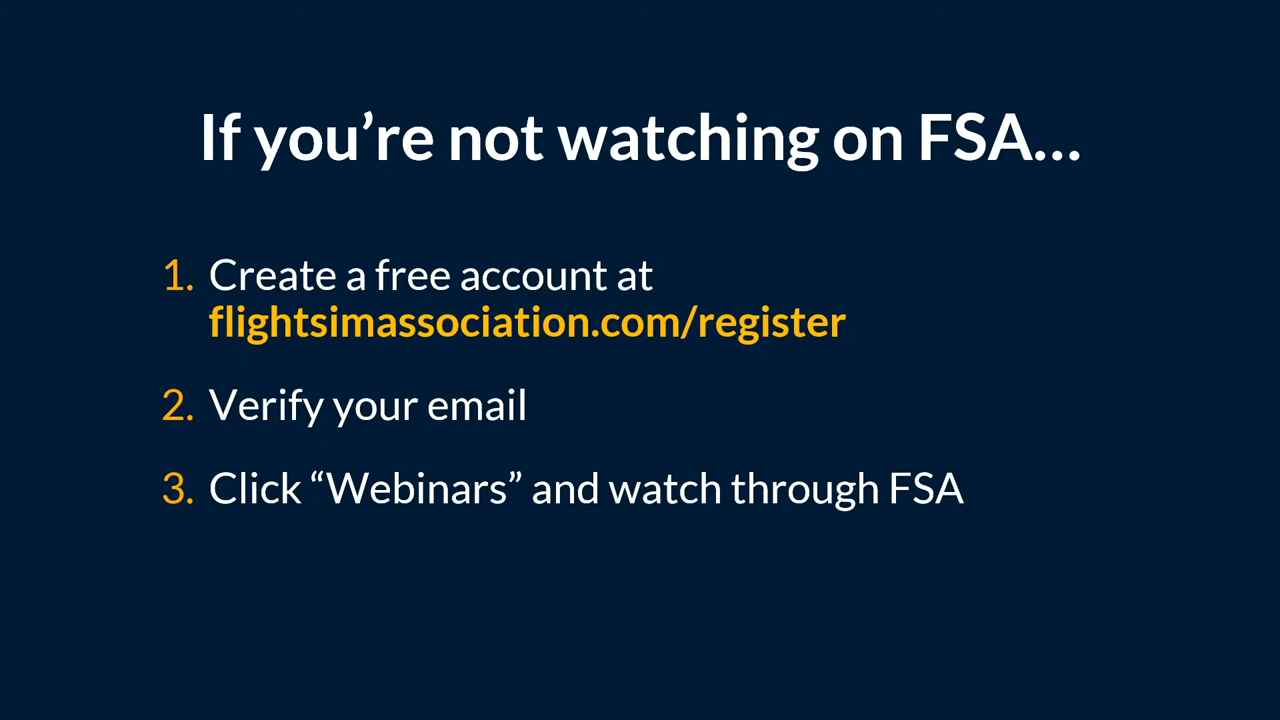 If you’re not watching on FSA...
1. Create a free account at
flightsimassociation.com/register
2. Verify your email
3. Click “Webinars” and watch through FSA